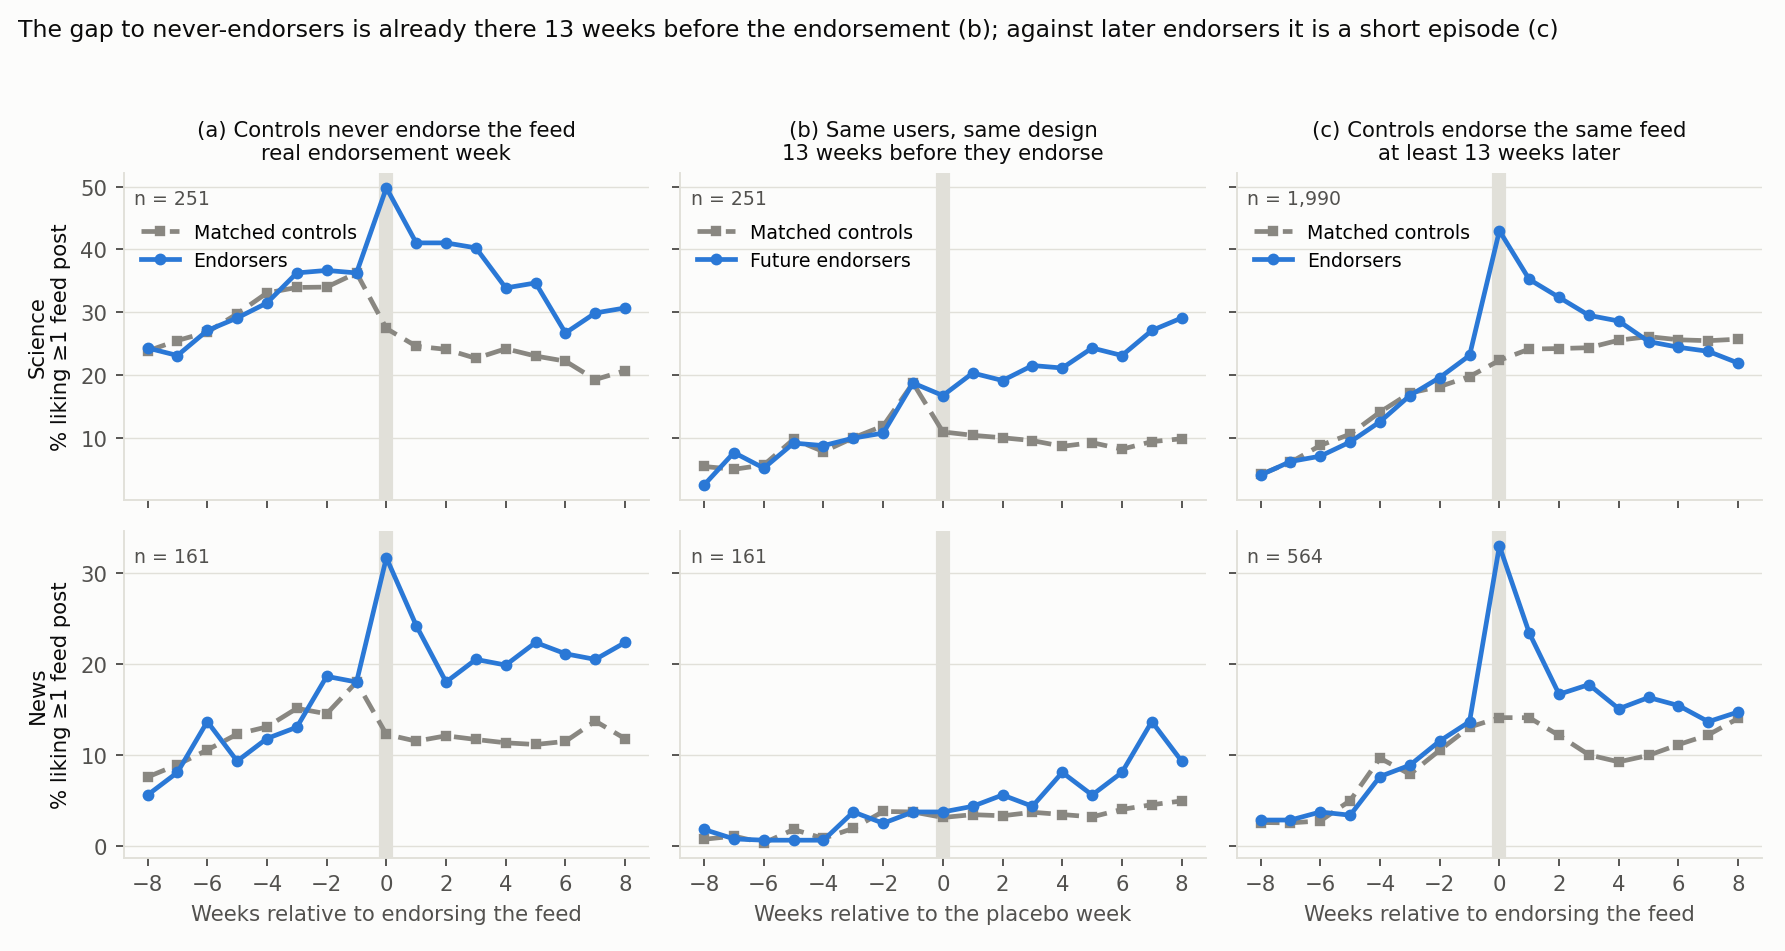 The gap to never-endorsers is already there 13 weeks before the endorsement (b); against later endorsers it is a short episode (c)
(a) Controls never endorse the feed
real endorsement week
(b) Same users, same design
13 weeks before they endorse
(c) Controls endorse the same feed
at least 13 weeks later
Science
% liking ≥1 feed post
50
40
30
20
10
n = 251
Matched controls
Endorsers
n = 251
Matched controls
Future endorsers
n = 1,990
Matched controls
Endorsers
News
% liking ≥1 feed post
30
20
10
0
n = 161
n = 161
n = 564
−8 −6 −4 −2 0 2 4 6 8
−8 −6 −4 −2 0 2 4 6 8
−8 −6 −4 −2 0 2 4 6 8
Weeks relative to endorsing the feed
Weeks relative to the placebo week
Weeks relative to endorsing the feed